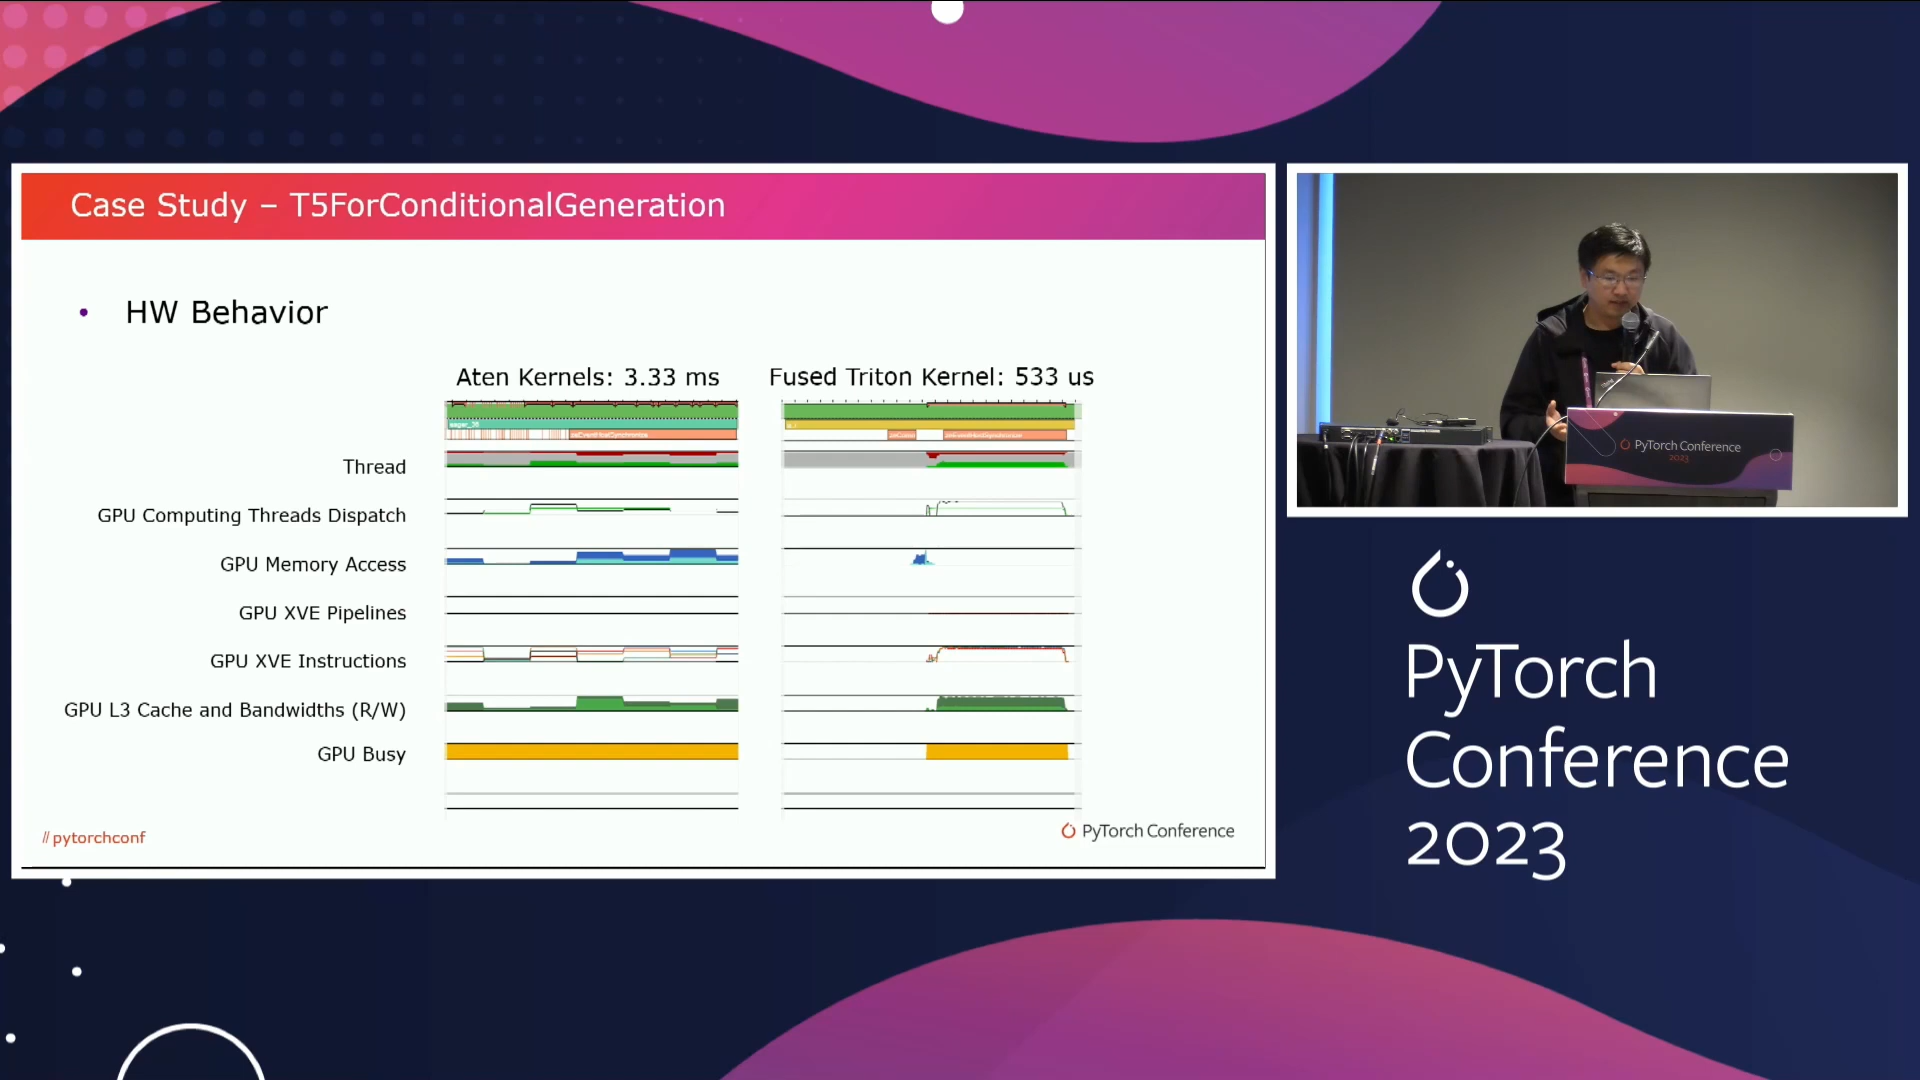 Case Study – T5ForConditionalGeneration
• HW Behavior
Aten Kernels: 3.33 ms
Fused Triton Kernel: 533 us
Thread
GPU Computing Threads Dispatch
GPU Memory Access
GPU XVE Pipelines
GPU XVE Instructions
GPU L3 Cache and Bandwidths (R/W)
GPU Busy
// pytorchconf
PyTorch Conference
PyTorch Conference
2023
PyTorch
Conference
2023